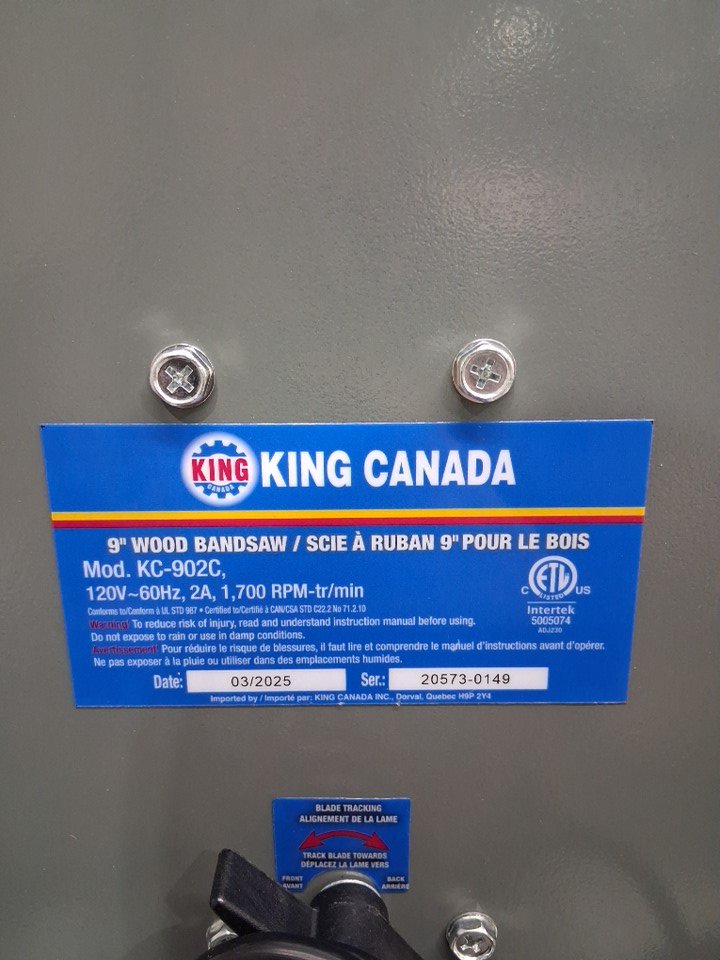 KING
CANADA
KING CANADA
9" WOOD BANDSAW / SCIE À RUBAN 9" POUR LE BOIS
Mod. KC-902C,
120V~60Hz, 2A, 1,700 RPM-tr/min
Conforms to/Conform à UL STD 987 • Certified to/Certifié à CAN/CSA STD C22.2 No 71.2.10
Warning! To reduce risk of injury, read and understand instruction manual before using.
Do not expose to rain or use in damp conditions.
Avertissement! Pour réduire le risque de blessures, il faut lire et comprendre le manuel d'instructions avant d'opérer.
Ne pas exposer à la pluie ou utiliser dans des emplacements humides.
C ETL US
LISTED
Intertek
5005074
ADJ230
Date: 03/2025 Ser.: 20573-0149
Imported by / Importé par: KING CANADA INC., Dorval, Quebec H9P 2Y4
BLADE TRACKING
ALIGNEMENT DE LA LAME
TRACK BLADE TOWARDS
DÉPLACEZ LA LAME VERS
FRONT BACK
AVANT ARRIÈRE